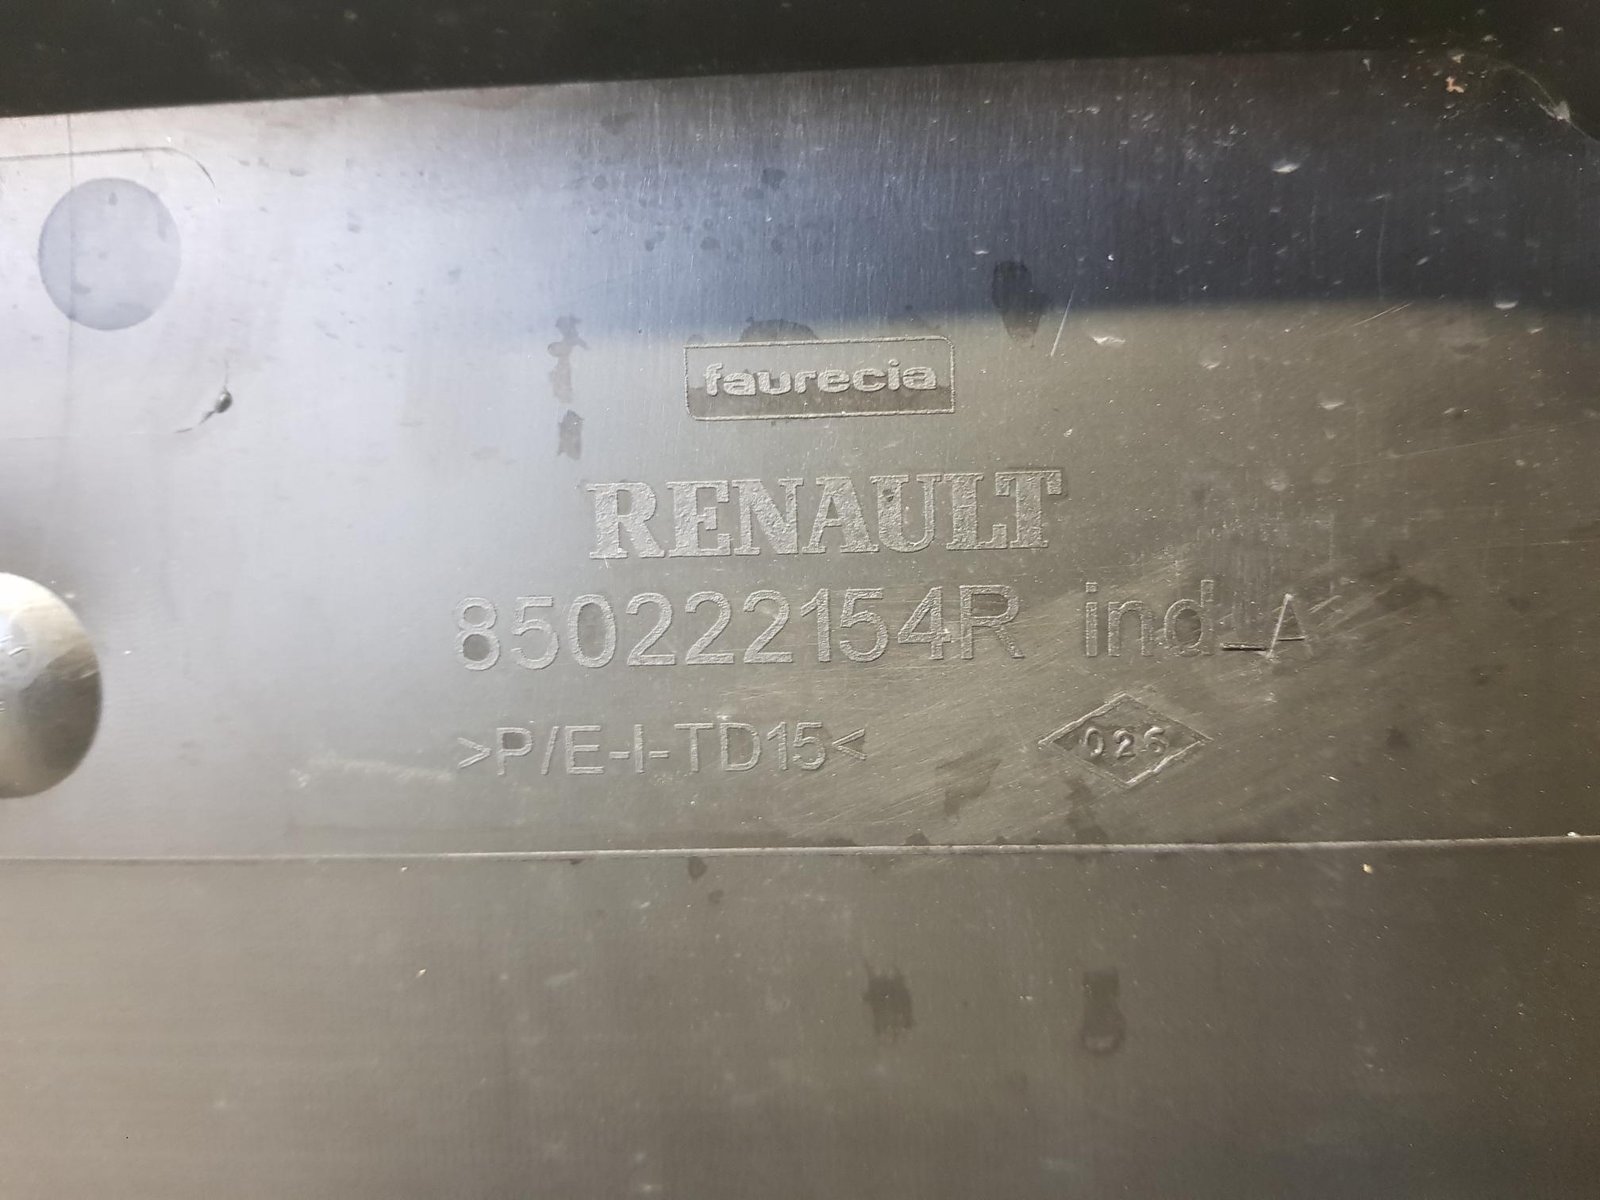 faurecia
RENAULT
850222154R ind_A
>P/E-I-TD15<
026